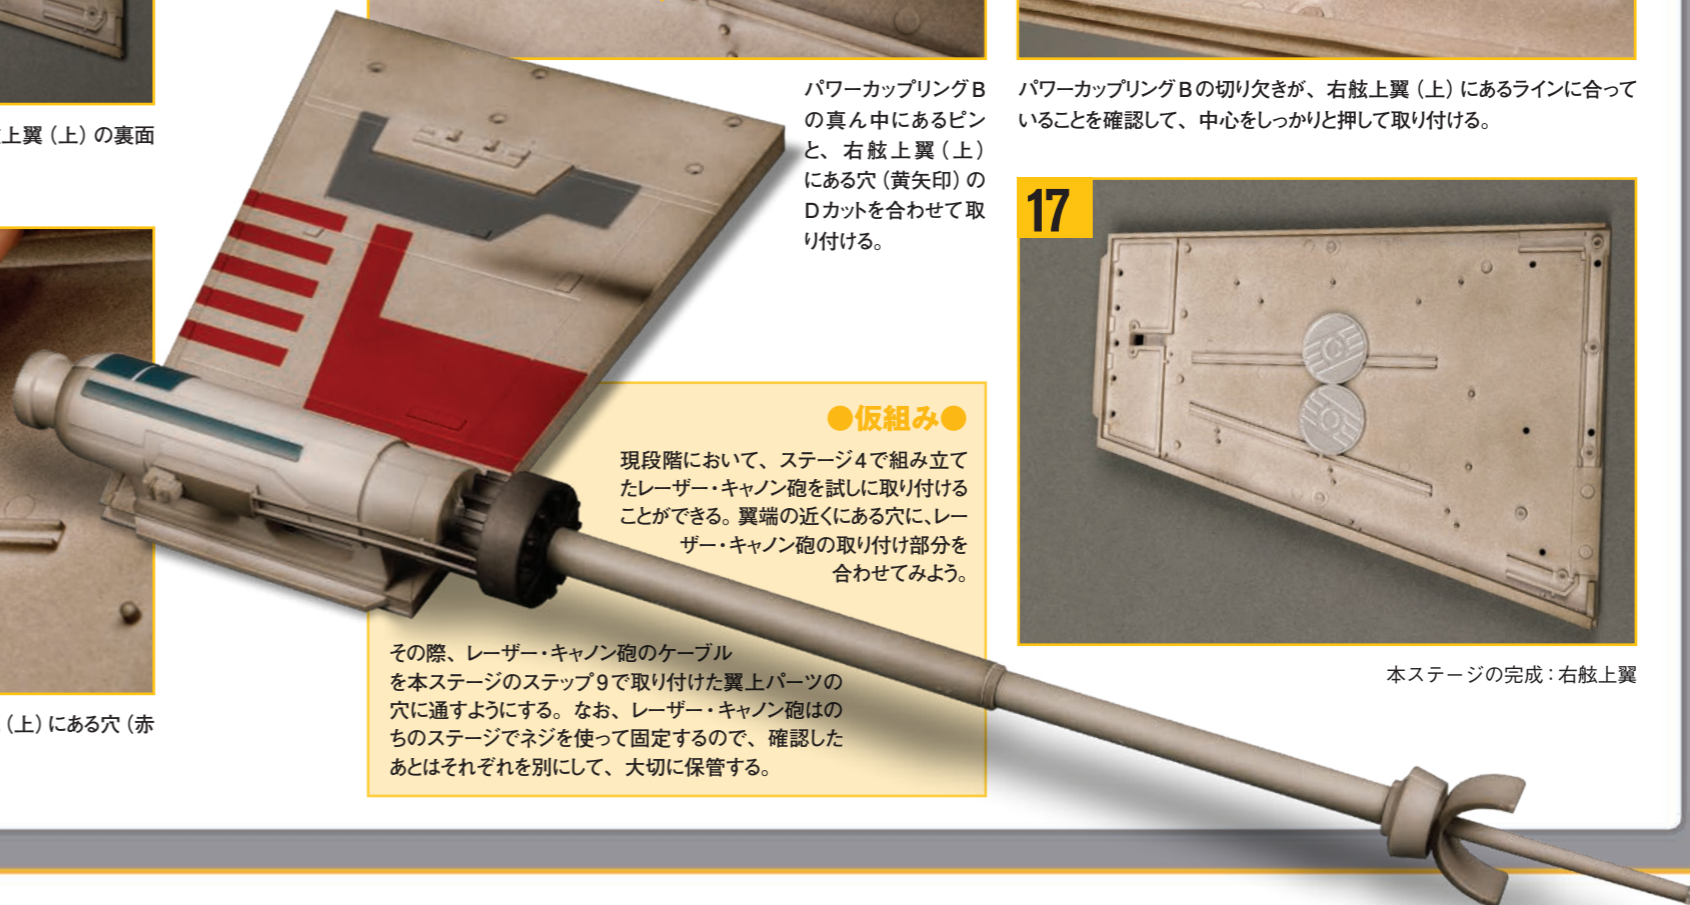 上翼（上）の裏面
（上）にある穴（赤
パワーカップリングB
の真ん中にあるピン
と、右舷上翼（上）
にある穴（黄矢印）の
Dカットを合わせて取
り付ける。
パワーカップリングBの切り欠きが、右舷上翼（上）にあるラインに合って
いることを確認して、中心をしっかりと押して取り付ける。
17
本ステージの完成：右舷上翼
●仮組み●
現段階において、ステージ4で組み立て
たレーザー・キャノン砲を試しに取り付ける
ことができる。翼端の近くにある穴に、レー
ザー・キャノン砲の取り付け部分を
合わせてみよう。
その際、レーザー・キャノン砲のケーブル
を本ステージのステップ9で取り付けた翼上パーツの
穴に通すようにする。なお、レーザー・キャノン砲はの
ちのステージでネジを使って固定するので、確認した
あとはそれぞれを別にして、大切に保管する。